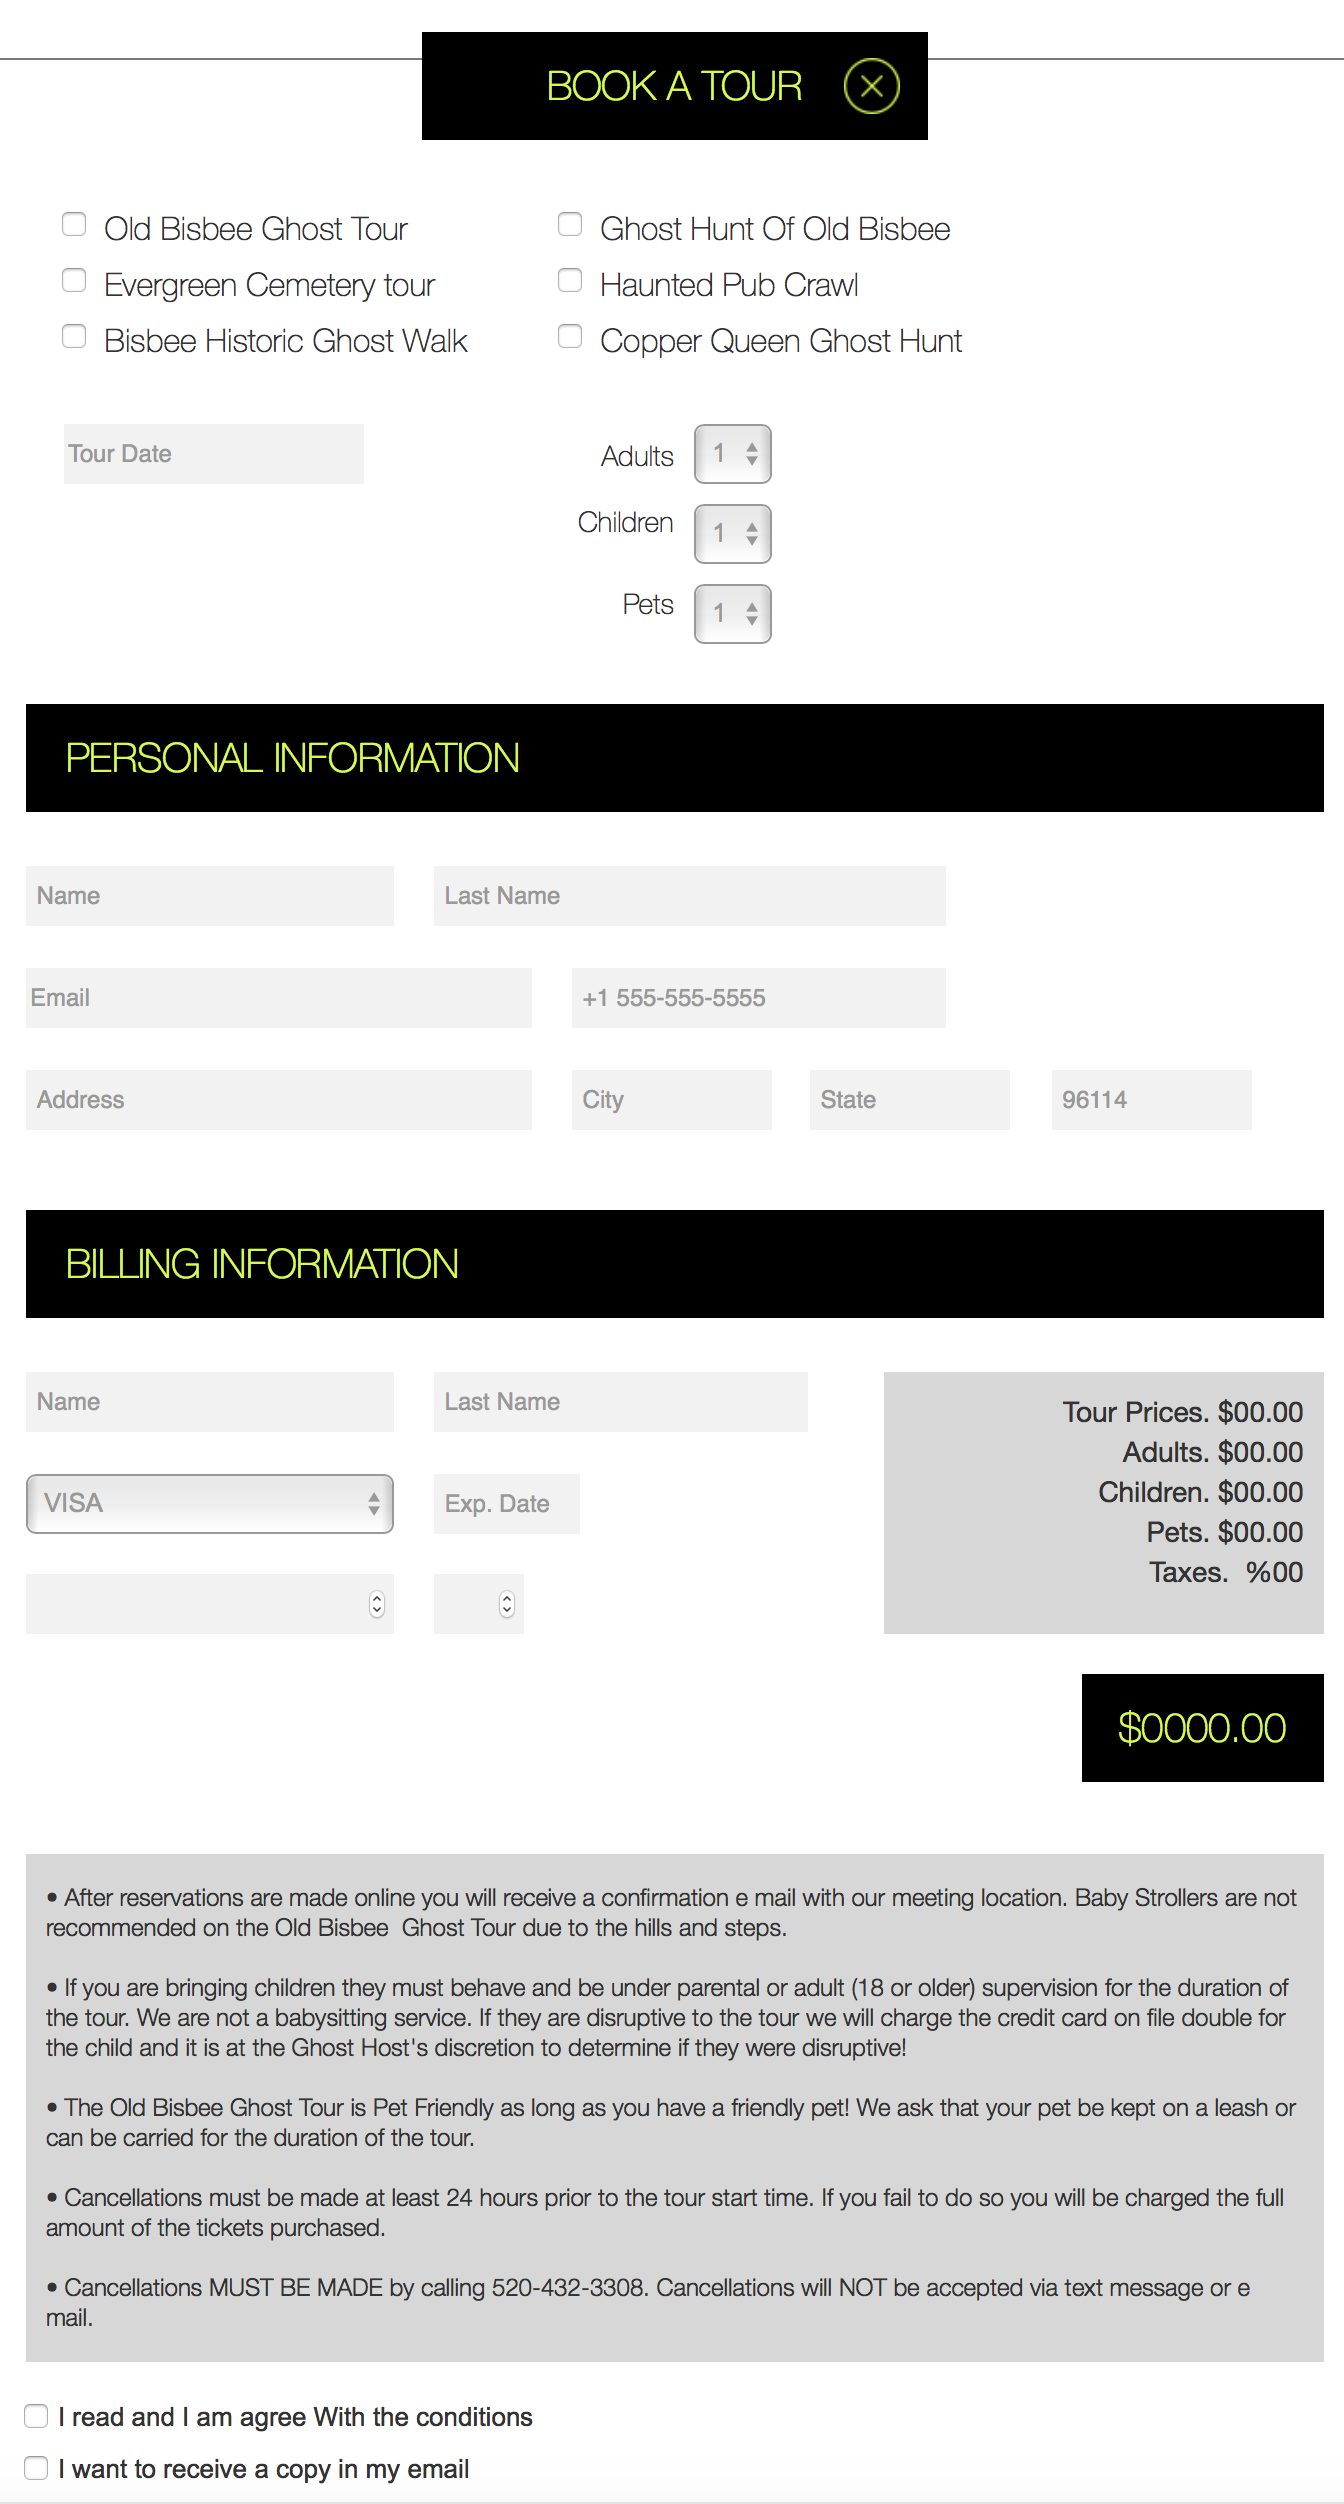 BOOK A TOUR
Old Bisbee Ghost Tour
Ghost Hunt Of Old Bisbee
Evergreen Cemetery tour
Haunted Pub Crawl
Bisbee Historic Ghost Walk
Copper Queen Ghost Hunt
Tour Date
Adults 1
Children 1
Pets 1
PERSONAL INFORMATION
Name
Last Name
Email
+1 555-555-5555
Address
City
State
96114
BILLING INFORMATION
Name
Last Name
VISA
Exp. Date
Tour Prices. $00.00
Adults. $00.00
Children. $00.00
Pets. $00.00
Taxes.  %00
$0000.00
• After reservations are made online you will receive a confirmation e mail with our meeting location. Baby Strollers are not
recommended on the Old Bisbee  Ghost Tour due to the hills and steps.
• If you are bringing children they must behave and be under parental or adult (18 or older) supervision for the duration of
the tour. We are not a babysitting service. If they are disruptive to the tour we will charge the credit card on file double for
the child and it is at the Ghost Host's discretion to determine if they were disruptive!
• The Old Bisbee Ghost Tour is Pet Friendly as long as you have a friendly pet! We ask that your pet be kept on a leash or
can be carried for the duration of the tour.
• Cancellations must be made at least 24 hours prior to the tour start time. If you fail to do so you will be charged the full
amount of the tickets purchased.
• Cancellations MUST BE MADE by calling 520-432-3308. Cancellations will NOT be accepted via text message or e
mail.
I read and I am agree With the conditions
I want to receive a copy in my email